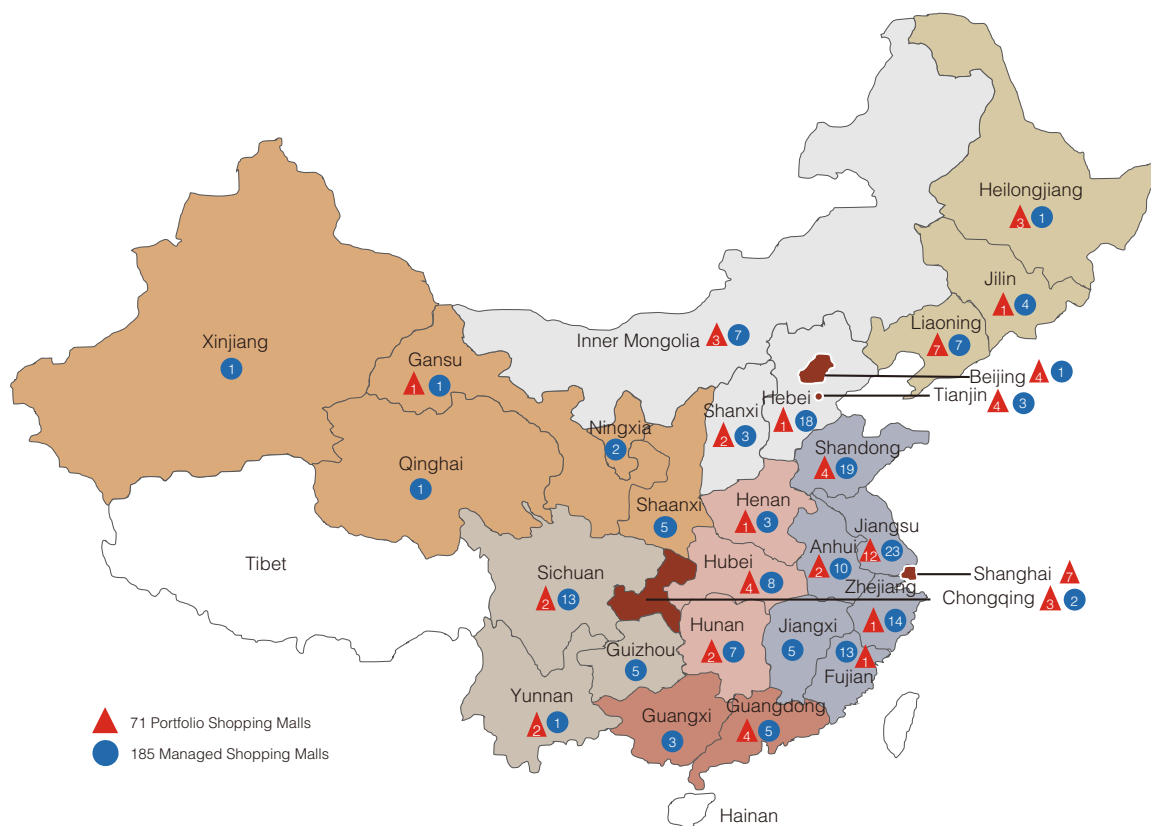 Heilongjiang
3 1
Jilin
1 4
Liaoning
7 7
Inner Mongolia 3 7
Xinjiang
1
Gansu
1 1
Beijing 4 1
Tianjin 4 3
Hebei
1 18
Shanxi
2 3
Ningxia
2
Shandong
4 19
Qinghai
1
Shaanxi
5
Henan
1 3
Jiangsu
12 23
Anhui
2 10
Hubei
4 8
Tibet
Sichuan
2 13
Shanghai 7
Zhejiang
1 14
Chongqing 3 2
Hunan
2 7
Jiangxi
5
13 1
Fujian
Guizhou
5
Yunnan
2 1
Guangxi
3
Guangdong
4 5
71 Portfolio Shopping Malls
185 Managed Shopping Malls
Hainan